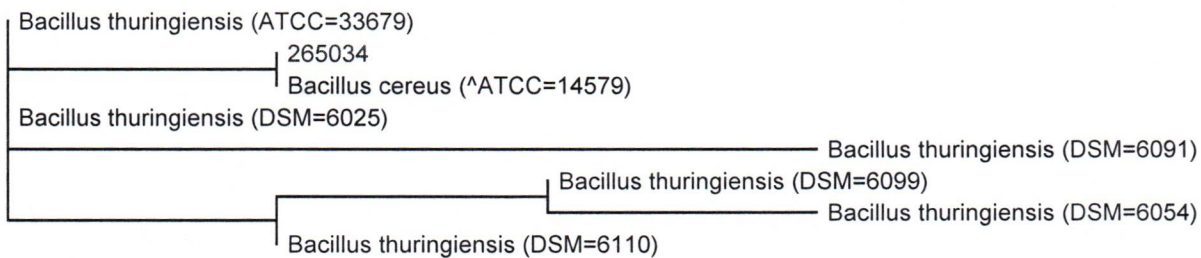 Bacillus thuringiensis (ATCC=33679)
265034
Bacillus cereus (^ATCC=14579)
Bacillus thuringiensis (DSM=6025)
Bacillus thuringiensis (DSM=6091)
Bacillus thuringiensis (DSM=6099)
Bacillus thuringiensis (DSM=6054)
Bacillus thuringiensis (DSM=6110)